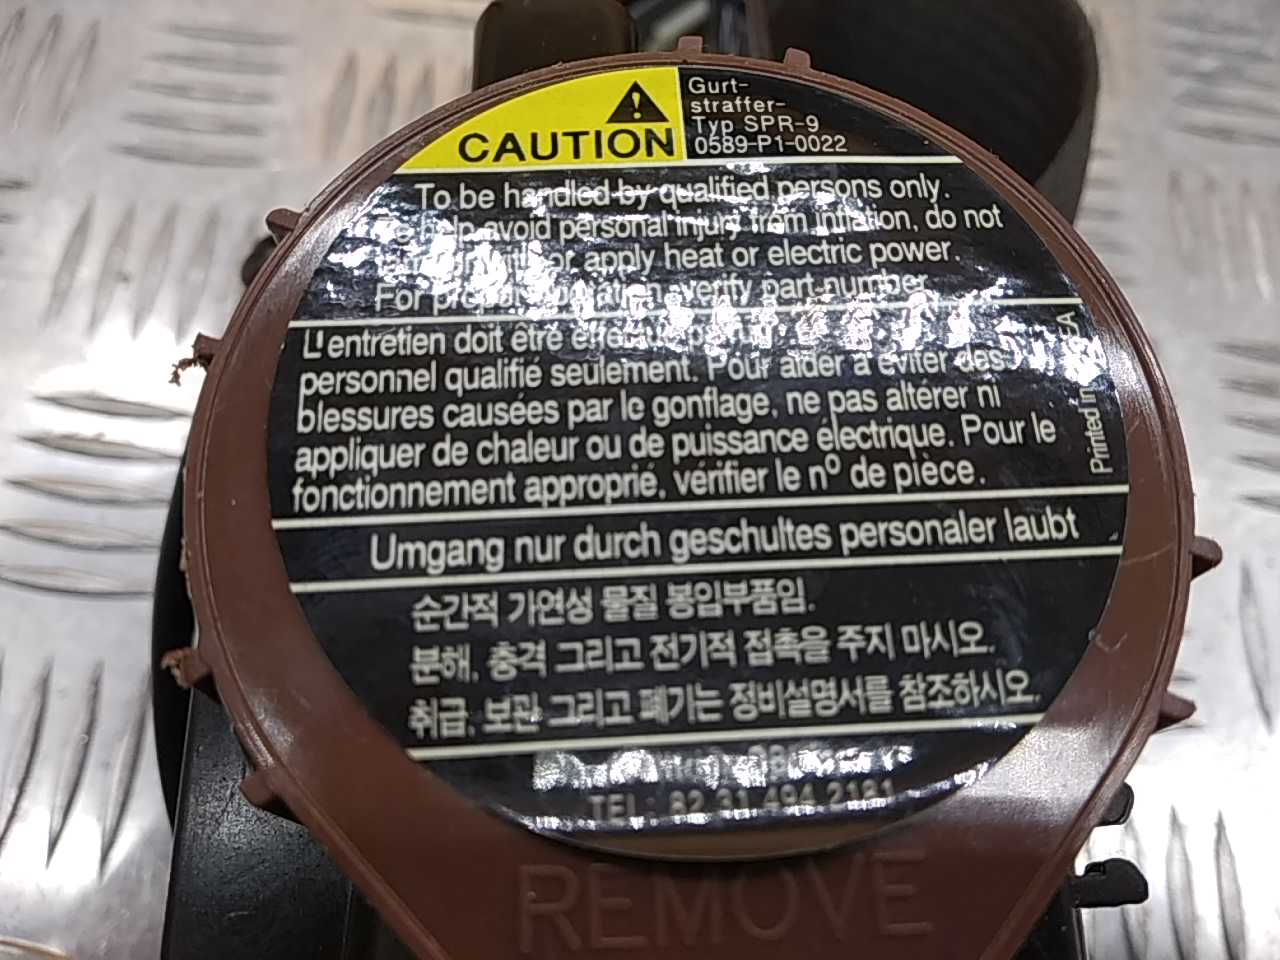 CAUTION
Gurt-
straffer-
Typ SPR-9
0589-P1-0022
To be handled by qualified persons only.
help avoid personal injury from inflation, do not
or apply heat or electric power.
For proper verify part number
L'entretien doit être
personnel qualifié seulement. Pour aider à éviter des
blessures causées par le gonflage, ne pas altérer ni
appliquer de chaleur ou de puissance électrique. Pour le
fonctionnement approprié, vérifier le nº de pièce.
Printed in
Umgang nur durch geschultes personaler laubt
순간적 가연성 물질 봉입부품임.
분해, 충격 그리고 전기적 접촉을 주지 마시오.
취급, 보관 그리고 폐기는 정비설명서를 참조하시오.
TEL : 82 31 494 2181
REMOVE